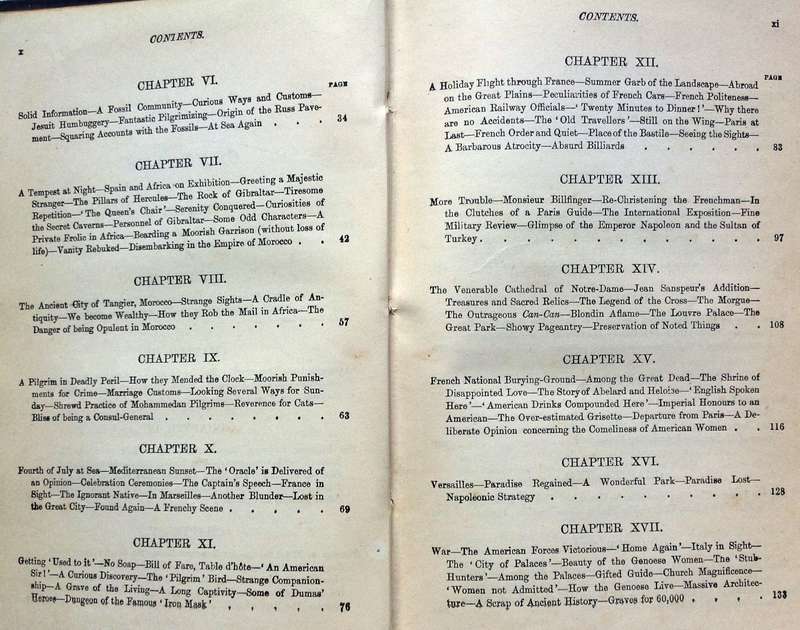 x
CONTENTS.
CHAPTER VI.
PAGE
Solid Information—A Fossil Community—Curious Ways and Customs—
Jesuit Humbuggery—Fantastic Pilgrimizing—Origin of the Russ Pave-
ment—Squaring Accounts with the Fossils—At Sea Again . . . 34
CHAPTER VII.
A Tempest at Night—Spain and Africa on Exhibition—Greeting a Majestic
Stranger—The Pillars of Hercules—The Rock of Gibraltar—Tiresome
Repetition—'The Queen's Chair'—Serenity Conquered—Curiosities of
the Secret Caverns—Personnel of Gibraltar—Some Odd Characters—A
Private Frolic in Africa—Bearding a Moorish Garrison (without loss of
life)—Vanity Rebuked—Disembarking in the Empire of Morocco . . 42
CHAPTER VIII.
The Ancient City of Tangier, Morocco—Strange Sights—A Cradle of An-
tiquity—We become Wealthy—How they Rob the Mail in Africa—The
Danger of being Opulent in Morocco . . . . . . 57
CHAPTER IX.
A Pilgrim in Deadly Peril—How they Mended the Clock—Moorish Punish-
ments for Crime—Marriage Customs—Looking Several Ways for Sun-
day—Shrewd Practice of Mohammedan Pilgrims—Reverence for Cats—
Bliss of being a Consul-General . . . . . . . 63
CHAPTER X.
Fourth of July at Sea—Mediterranean Sunset—The 'Oracle' is Delivered of
an Opinion—Celebration Ceremonies—The Captain's Speech—France in
Sight—The Ignorant Native—In Marseilles—Another Blunder—Lost in
the Great City—Found Again—A Frenchy Scene . . . . . 69
CHAPTER XI.
Getting 'Used to it'—No Soap—Bill of Fare, Table d'hôte—'An American
Sir!'—A Curious Discovery—The 'Pilgrim' Bird—Strange Companion-
ship—A Grave of the Living—A Long Captivity—Some of Dumas'
Heroes—Dungeon of the Famous 'Iron Mask' . . . . . 76
CONTENTS.
xi
CHAPTER XII.
PAGE
A Holiday Flight through France—Summer Garb of the Landscape—Abroad
on the Great Plains—Peculiarities of French Cars—French Politeness—
American Railway Officials—'Twenty Minutes to Dinner!'—Why there
are no Accidents—The 'Old Travellers'—Still on the Wing—Paris at
Last—French Order and Quiet—Place of the Bastile—Seeing the Sights—
A Barbarous Atrocity—Absurd Billiards . . . . . . 83
CHAPTER XIII.
More Trouble—Monsieur Billfinger—Re-Christening the Frenchman—In
the Clutches of a Paris Guide—The International Exposition—Fine
Military Review—Glimpse of the Emperor Napoleon and the Sultan of
Turkey . . . . . . . . . . . . 97
CHAPTER XIV.
The Venerable Cathedral of Notre-Dame—Jean Sanspeur's Addition—
Treasures and Sacred Relics—The Legend of the Cross—The Morgue—
The Outrageous Can-Can—Blondin Aflame—The Louvre Palace—The
Great Park—Showy Pageantry—Preservation of Noted Things . . 108
CHAPTER XV.
French National Burying-Ground—Among the Great Dead—The Shrine of
Disappointed Love—The Story of Abelard and Heloise—'English Spoken
Here'—'American Drinks Compounded Here'—Imperial Honours to an
American—The Over-estimated Grisette—Departure from Paris—A De-
liberate Opinion concerning the Comeliness of American Women . . 116
CHAPTER XVI.
Versailles—Paradise Regained—A Wonderful Park—Paradise Lost—
Napoleonic Strategy . . . . . . . . . 128
CHAPTER XVII.
War—The American Forces Victorious—'Home Again'—Italy in Sight—
The 'City of Palaces'—Beauty of the Genoese Women—The 'Stub-
Hunters'—Among the Palaces—Gifted Guide—Church Magnificence—
'Women not Admitted'—How the Genoese Live—Massive Architec-
ture—A Scrap of Ancient History—Graves for 60,000 . . . . 133